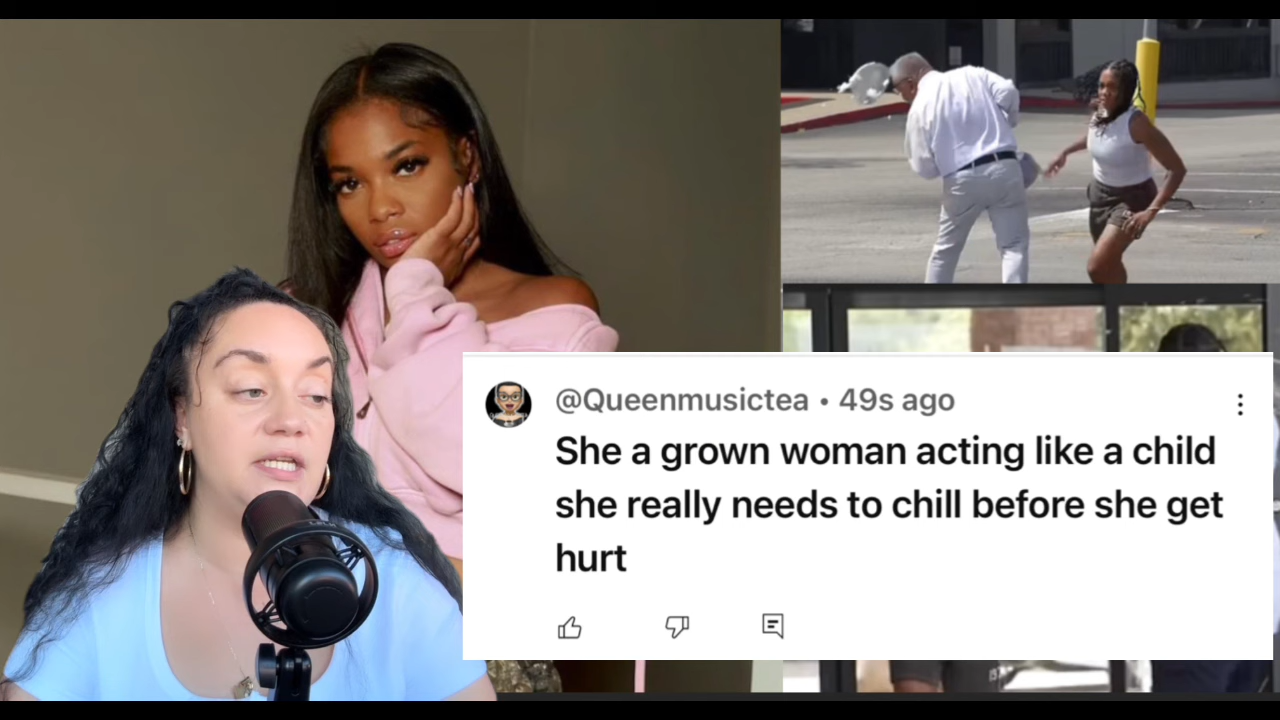 @Queenmusictea • 49s ago
She a grown woman acting like a child
she really needs to chill before she get
hurt